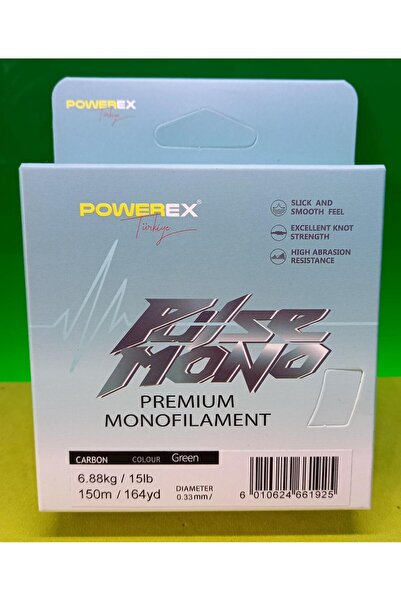 POWEREX
Türkiye
POWEREX®
Türkiye
SLICK AND
SMOOTH FEEL
EXCELLENT KNOT
STRENGTH
HIGH ABRASION
RESISTANCE
Pulse
MONO
PREMIUM
MONOFILAMENT
CARBON COLOUR Green
6.88kg / 15lb
150m / 164yd
DIAMETER
0.33mm/
6 010624 661925